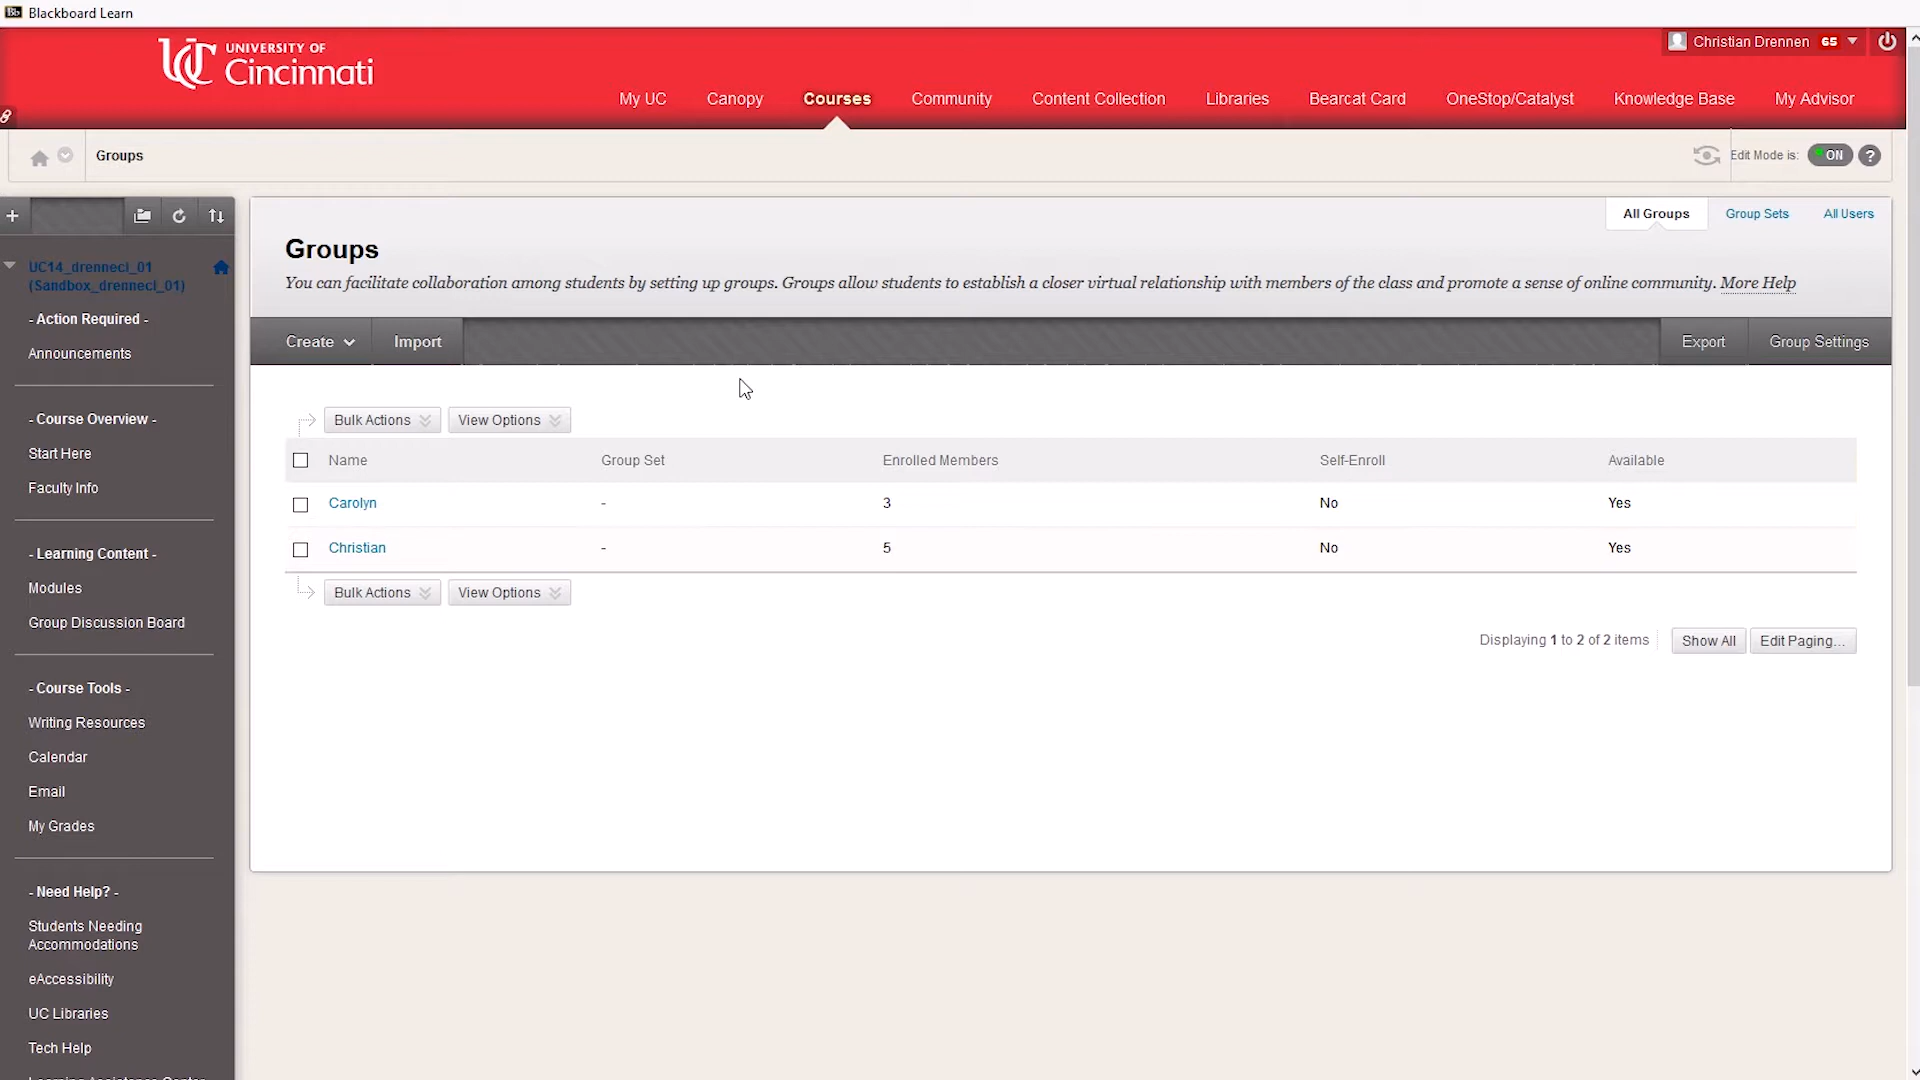 Bb Blackboard Learn
UNIVERSITY OF
Cincinnati
Christian Drennen 65
My UC Canopy Courses Community Content Collection Libraries Bearcat Card OneStop/Catalyst Knowledge Base My Advisor
Groups
Edit Mode is: ON ?
All Groups Group Sets All Users
Groups
You can facilitate collaboration among students by setting up groups. Groups allow students to establish a closer virtual relationship with members of the class and promote a sense of online community. More Help
Create Import Export Group Settings
Bulk Actions View Options
Name Group Set Enrolled Members Self-Enroll Available
Carolyn - 3 No Yes
Christian - 5 No Yes
Bulk Actions View Options
Displaying 1 to 2 of 2 items Show All Edit Paging...
UC14_drennecl_01
(Sandbox_drennecl_01)
- Action Required -
Announcements
- Course Overview -
Start Here
Faculty Info
- Learning Content -
Modules
Group Discussion Board
- Course Tools -
Writing Resources
Calendar
Email
My Grades
- Need Help? -
Students Needing
Accommodations
eAccessibility
UC Libraries
Tech Help